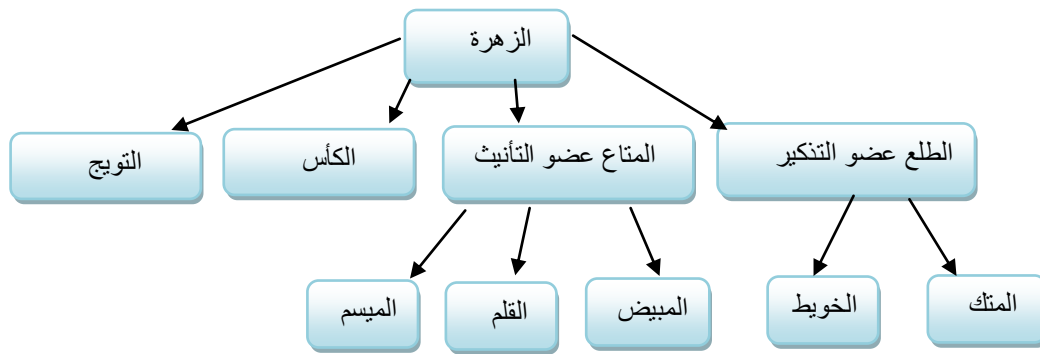 الزهرة
الطلع عضو التذكير
المتاع عضو التأنيث
الكأس
التويج
المتك
الخويط
المبيض
القلم
الميسم